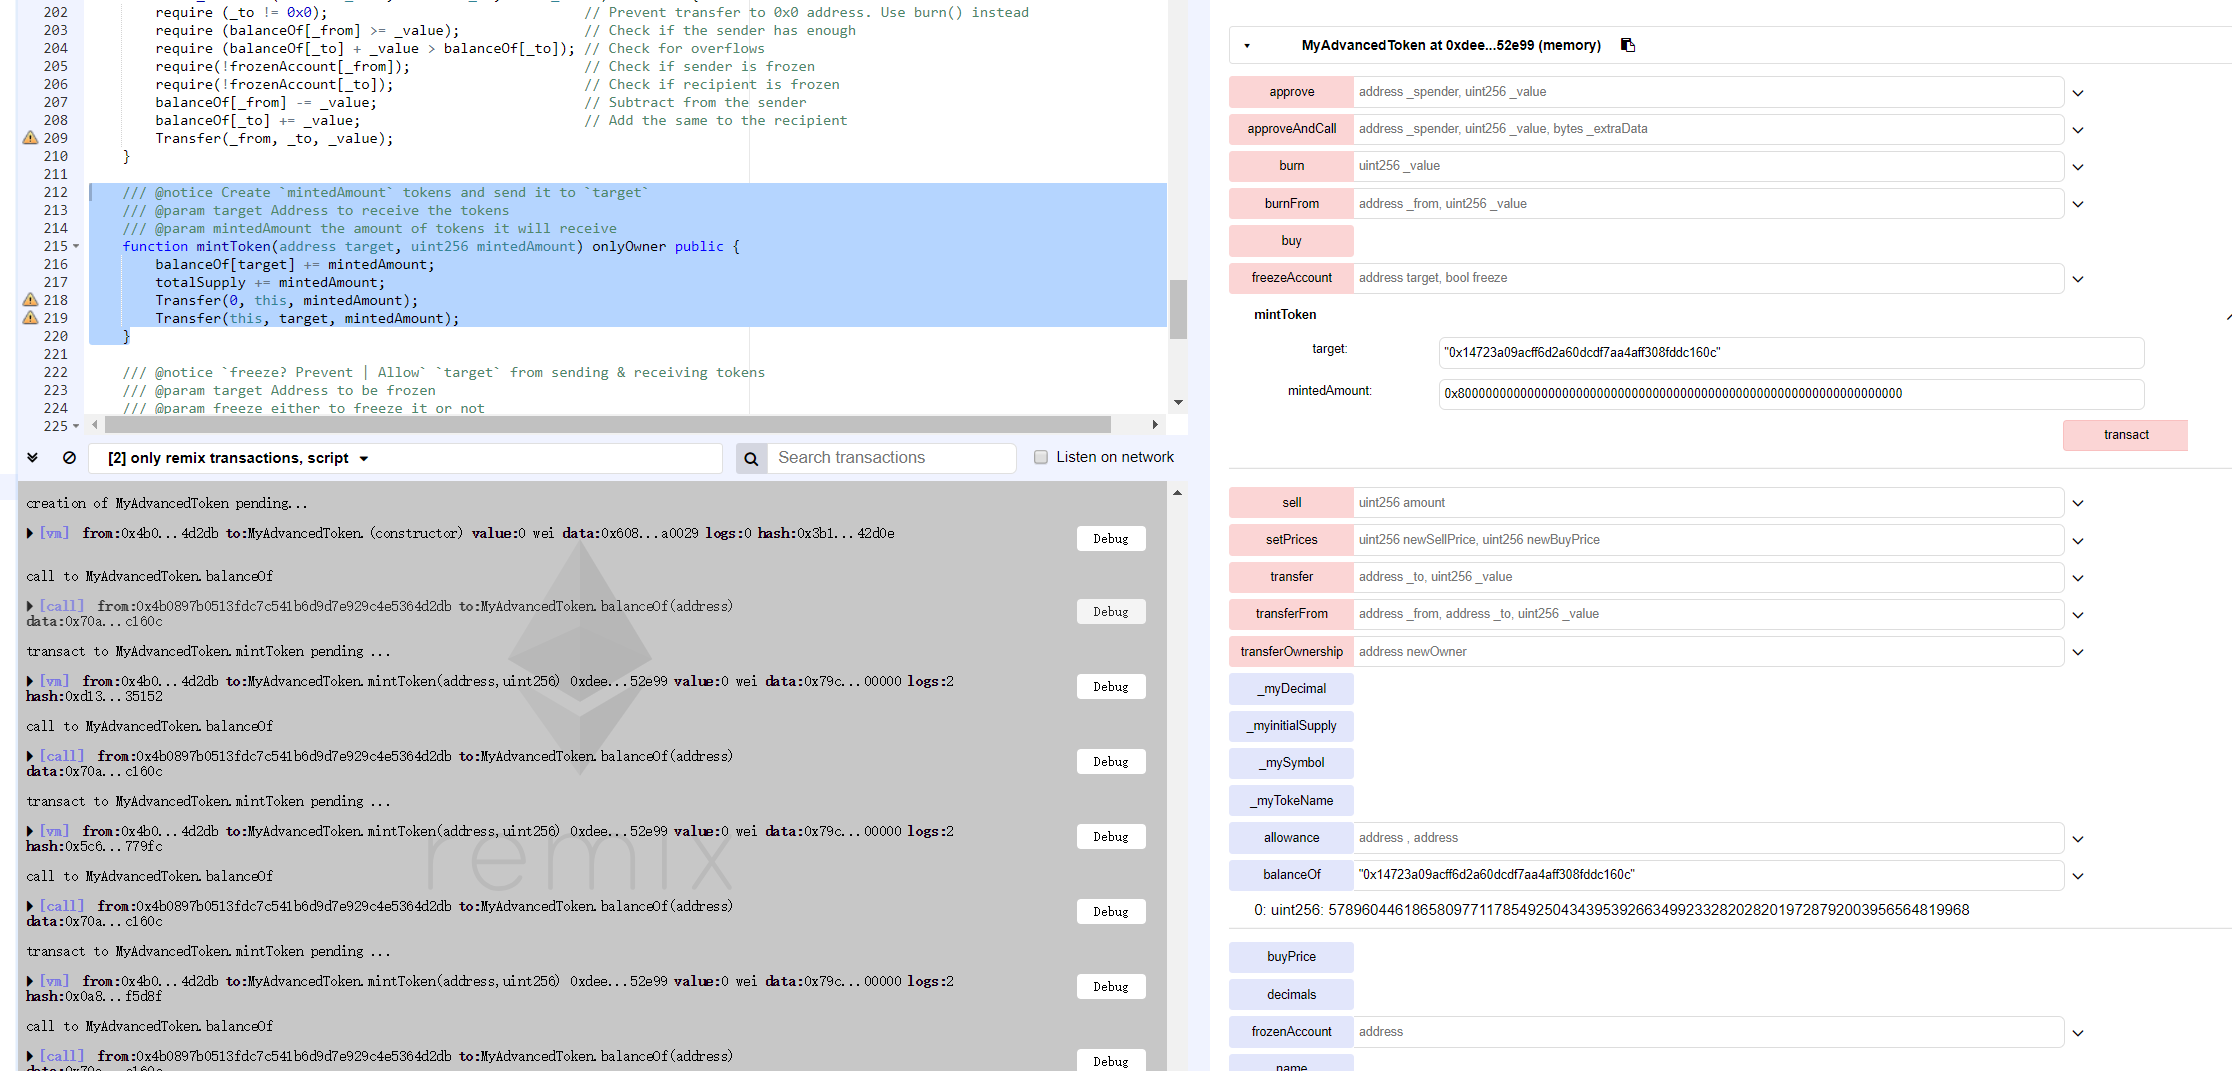 202 require (_to != 0x0); // Prevent transfer to 0x0 address. Use burn() instead
203 require (balanceOf[_from] >= _value); // Check if the sender has enough
204 require (balanceOf[_to] + _value > balanceOf[_to]); // Check for overflows
205 require(!frozenAccount[_from]); // Check if sender is frozen
206 require(!frozenAccount[_to]); // Check if recipient is frozen
207 balanceOf[_from] -= _value; // Subtract from the sender
208 balanceOf[_to] += _value; // Add the same to the recipient
209 Transfer(_from, _to, _value);
210 }
211
212 /// @notice Create `mintedAmount` tokens and send it to `target`
213 /// @param target Address to receive the tokens
214 /// @param mintedAmount the amount of tokens it will receive
215 function mintToken(address target, uint256 mintedAmount) onlyOwner public {
216 balanceOf[target] += mintedAmount;
217 totalSupply += mintedAmount;
218 Transfer(0, this, mintedAmount);
219 Transfer(this, target, mintedAmount);
220 }
221
222 /// @notice `freeze? Prevent | Allow` `target` from sending & receiving tokens
223 /// @param target Address to be frozen
224 /// @param freeze either to freeze it or not
225
[2] only remix transactions, script
Search transactions
Listen on network
creation of MyAdvancedToken pending...
[vm] from:0x4b0...4d2db to:MyAdvancedToken.(constructor) value:0 wei data:0x608...a0029 logs:0 hash:0x3b1...42d0e
Debug
call to MyAdvancedToken.balanceOf
[call] from:0x4b0897b0513fdc7c541b6d9d7e929c4e5364d2db to:MyAdvancedToken.balanceOf(address)
data:0x70a...c160c
Debug
transact to MyAdvancedToken.mintToken pending ...
[vm] from:0x4b0...4d2db to:MyAdvancedToken.mintToken(address,uint256) 0xdee...52e99 value:0 wei data:0x79c...00000 logs:2
hash:0xd13...35152
Debug
call to MyAdvancedToken.balanceOf
[call] from:0x4b0897b0513fdc7c541b6d9d7e929c4e5364d2db to:MyAdvancedToken.balanceOf(address)
data:0x70a...c160c
Debug
transact to MyAdvancedToken.mintToken pending ...
[vm] from:0x4b0...4d2db to:MyAdvancedToken.mintToken(address,uint256) 0xdee...52e99 value:0 wei data:0x79c...00000 logs:2
hash:0x5c6...779fc
Debug
remix
call to MyAdvancedToken.balanceOf
[call] from:0x4b0897b0513fdc7c541b6d9d7e929c4e5364d2db to:MyAdvancedToken.balanceOf(address)
data:0x70a...c160c
Debug
transact to MyAdvancedToken.mintToken pending ...
[vm] from:0x4b0...4d2db to:MyAdvancedToken.mintToken(address,uint256) 0xdee...52e99 value:0 wei data:0x79c...00000 logs:2
hash:0x0a8...f5d8f
Debug
call to MyAdvancedToken.balanceOf
[call] from:0x4b0897b0513fdc7c541b6d9d7e929c4e5364d2db to:MyAdvancedToken.balanceOf(address)
data:0x70a...c160c
Debug
MyAdvancedToken at 0xdee...52e99 (memory)
approve address _spender, uint256 _value
approveAndCall address _spender, uint256 _value, bytes _extraData
burn uint256 _value
burnFrom address _from, uint256 _value
buy
freezeAccount address target, bool freeze
mintToken
target: "0x14723a09acff6d2a60dcdf7aa4aff308fddc160c"
mintedAmount: 0x8000000000000000000000000000000000000000000000000000000000000000
transact
sell uint256 amount
setPrices uint256 newSellPrice, uint256 newBuyPrice
transfer address _to, uint256 _value
transferFrom address _from, address _to, uint256 _value
transferOwnership address newOwner
_myDecimal
_myinitialSupply
_mySymbol
_myTokeName
allowance address , address
balanceOf "0x14723a09acff6d2a60dcdf7aa4aff308fddc160c"
0: uint256: 57896044618658097711785492504343953926634992332820282019728792003956564819968
buyPrice
decimals
frozenAccount address
name